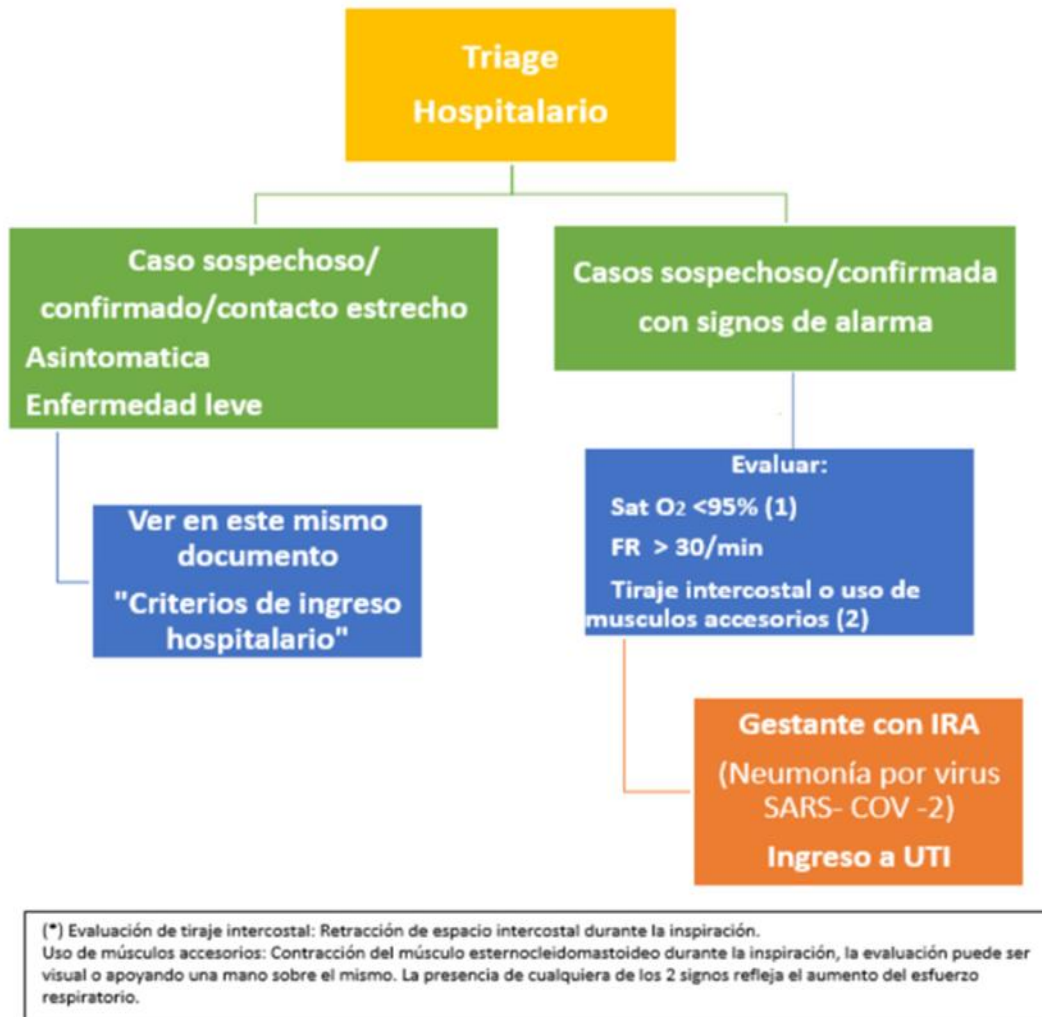 Triage
Hospitalario
Caso sospechoso/
confirmado/contacto estrecho
Asintomatica
Enfermedad leve
Ver en este mismo
documento
"Criterios de ingreso
hospitalario"
Casos sospechoso/confirmada
con signos de alarma
Evaluar:
Sat O2 <95% (1)
FR > 30/min
Tiraje intercostal o uso de
musculos accesorios (2)
Gestante con IRA
(Neumonía por virus
SARS- COV -2)
Ingreso a UTI
(*) Evaluación de tiraje intercostal: Retracción de espacio intercostal durante la inspiración.
Uso de músculos accesorios: Contracción del músculo esternocleidomastoideo durante la inspiración, la evaluación puede ser
visual o apoyando una mano sobre el mismo. La presencia de cualquiera de los 2 signos refleja el aumento del esfuerzo
respiratorio.